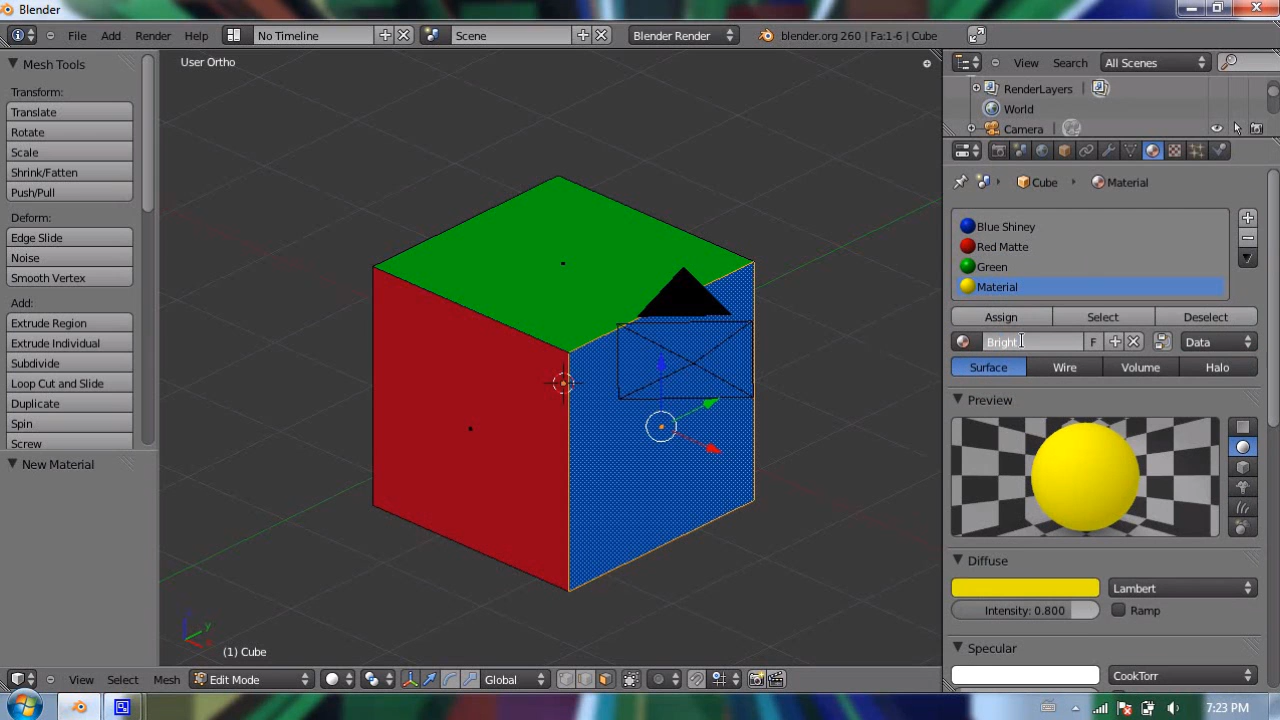 Blender
File Add Render Help No Timeline Scene Blender Render blender.org 260 | Fa:1-6 | Cube
Mesh Tools
Transform:
Translate
Rotate
Scale
Shrink/Fatten
Push/Pull
Deform:
Edge Slide
Noise
Smooth Vertex
Add:
Extrude Region
Extrude Individual
Subdivide
Loop Cut and Slide
Duplicate
Spin
Screw
New Material
User Ortho
(1) Cube
View Search All Scenes
RenderLayers
World
Camera
Cube Material
Blue Shiney
Red Matte
Green
Material
Assign Select Deselect
Bright F Data
Surface Wire Volume Halo
Preview
Diffuse
Lambert
Intensity: 0.800 Ramp
Specular
CookTorr
View Select Mesh Edit Mode Global
7:23 PM